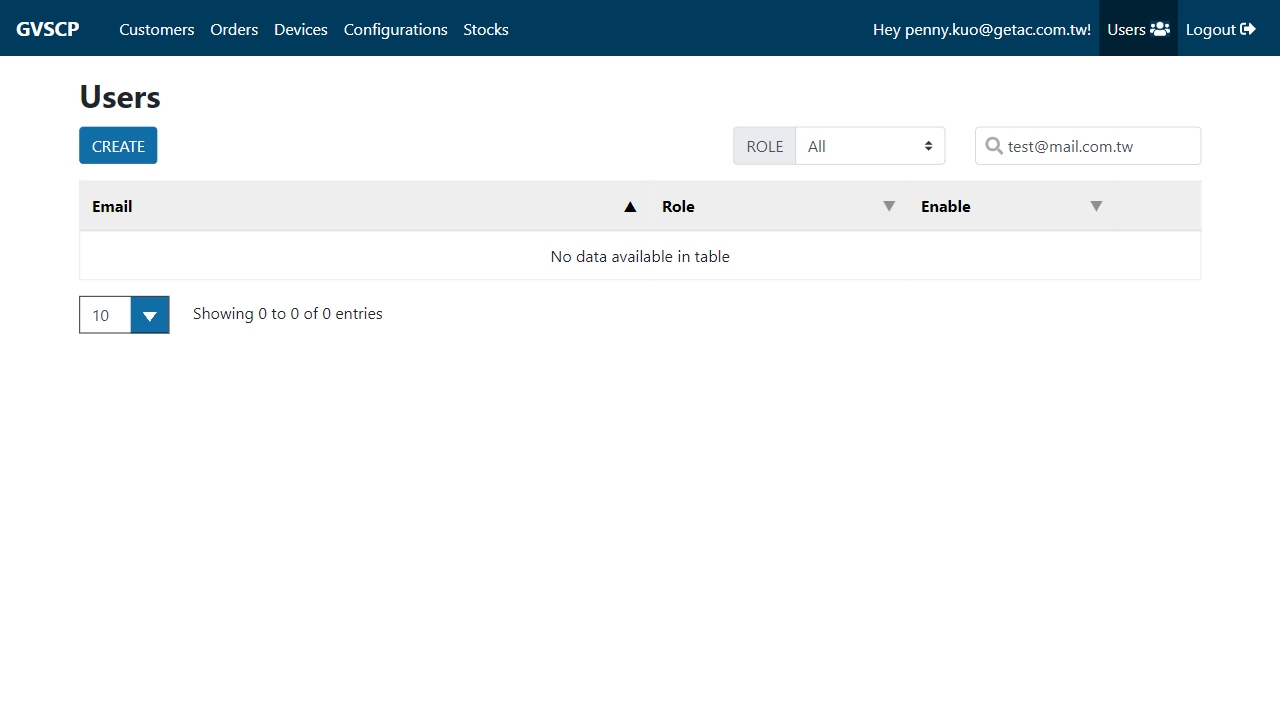 GVSCP Customers Orders Devices Configurations Stocks Hey penny.kuo@getac.com.tw! Users Logout
Users
CREATE ROLE All test@mail.com.tw
Email Role Enable
No data available in table
10 Showing 0 to 0 of 0 entries